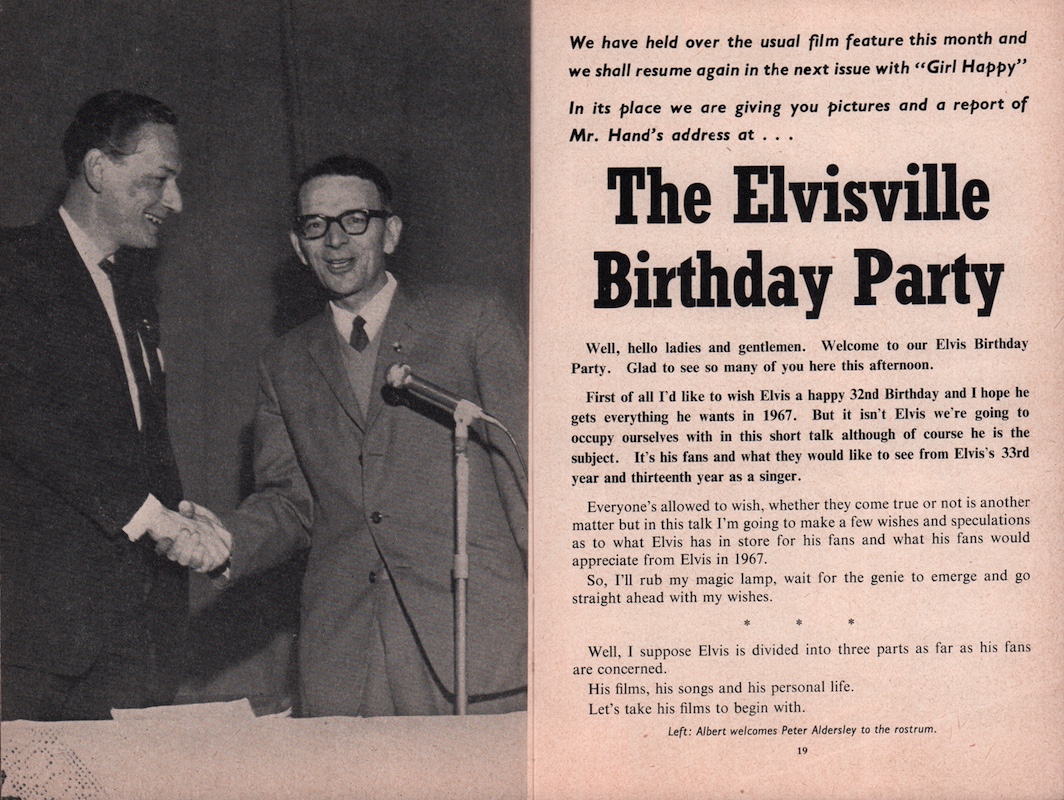 We have held over the usual film feature this month and
we shall resume again in the next issue with “Girl Happy”
In its place we are giving you pictures and a report of
Mr. Hand’s address at . . .
The Elvisville
Birthday Party
Well, hello ladies and gentlemen. Welcome to our Elvis Birthday
Party. Glad to see so many of you here this afternoon.
First of all I’d like to wish Elvis a happy 32nd Birthday and I hope he
gets everything he wants in 1967. But it isn’t Elvis we’re going to
occupy ourselves with in this short talk although of course he is the
subject. It’s his fans and what they would like to see from Elvis’s 33rd
year and thirteenth year as a singer.
Everyone’s allowed to wish, whether they come true or not is another
matter but in this talk I’m going to make a few wishes and speculations
as to what Elvis has in store for his fans and what his fans would
appreciate from Elvis in 1967.
So, I’ll rub my magic lamp, wait for the genie to emerge and go
straight ahead with my wishes.
* * *
Well, I suppose Elvis is divided into three parts as far as his fans
are concerned.
His films, his songs and his personal life.
Let’s take his films to begin with.
Left: Albert welcomes Peter Aldersley to the rostrum.
19